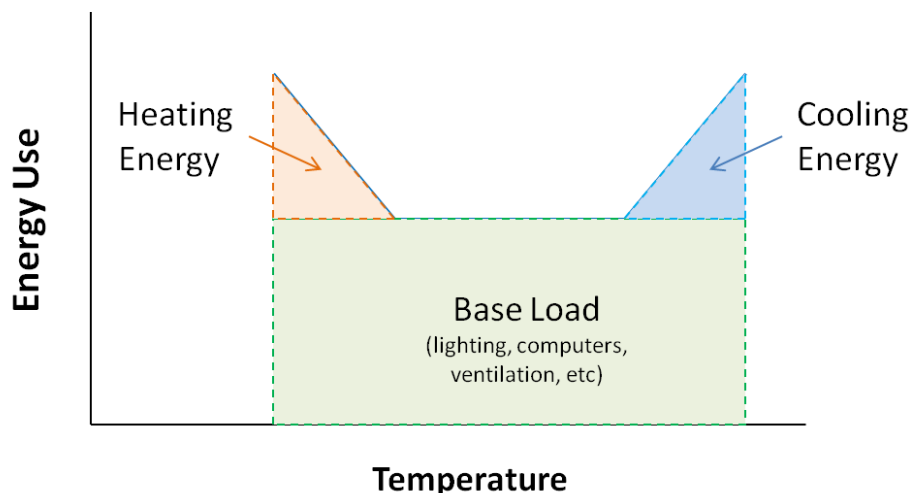 Heating
Energy
Cooling
Energy
Energy Use
Base Load
(lighting, computers,
ventilation, etc)
Temperature